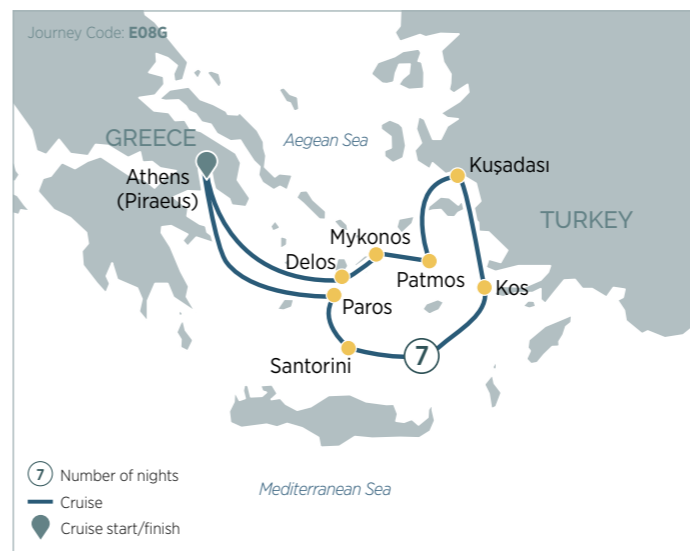 Journey Code: E08G
GREECE
Aegean Sea
Athens
(Piraeus)
Kuşadası
TURKEY
Mykonos
Delos
Patmos
Kos
Paros
Santorini
7
7 Number of nights
Cruise
Cruise start/finish
Mediterranean Sea